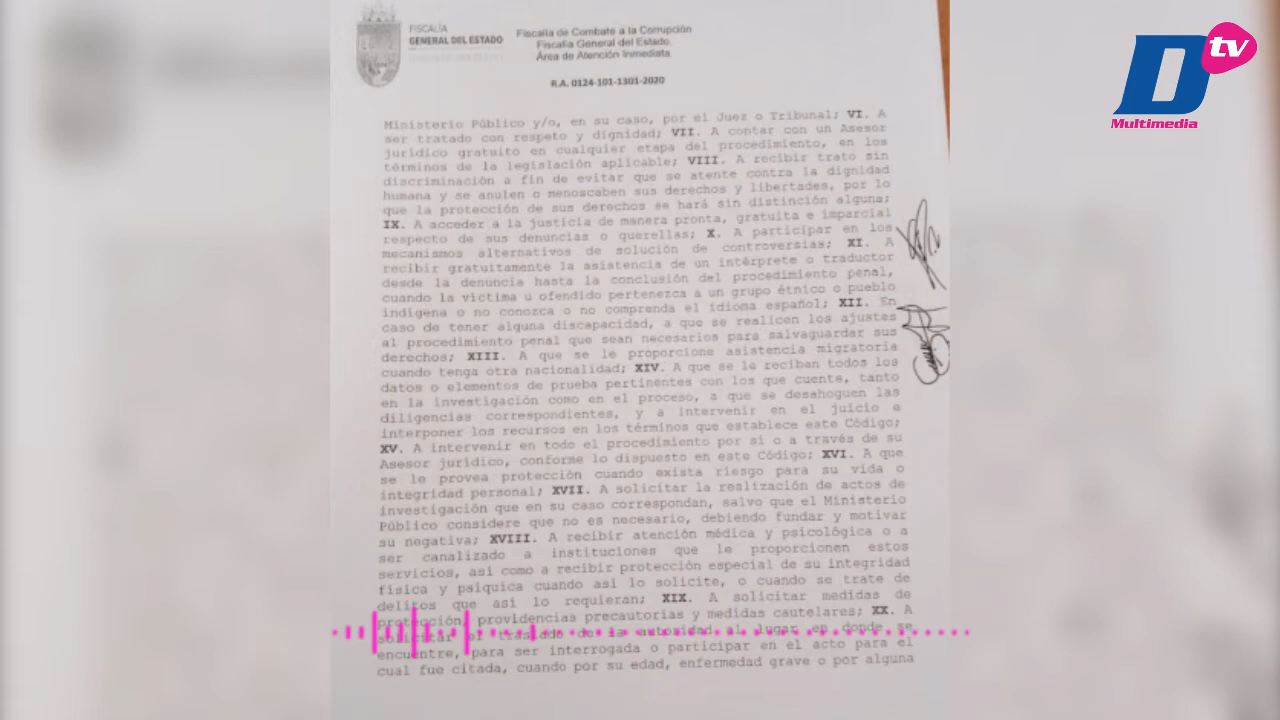 FISCALÍA
GENERAL DEL ESTADO
Fiscalía de Combate a la Corrupción
Fiscalía General del Estado.
Área de Atención Inmediata
R.A. 0124-101-1301-2020
Ministerio Público y/o, en su caso, por el Juez o Tribunal; VI. A
ser tratado con respeto y dignidad; VII. A contar con un Asesor
jurídico gratuito en cualquier etapa del procedimiento, en los
términos de la legislación aplicable; VIII. A recibir trato sin
discriminación a fin de evitar que se atente contra la dignidad
humana y se anulen o menoscaben sus derechos y libertades, por lo
que la protección de sus derechos se hará sin distinción alguna;
IX. A acceder a la justicia de manera pronta, gratuita e imparcial
respecto de sus denuncias o querellas; X. A participar en los
mecanismos alternativos de solución de controversias; XI. A
recibir gratuitamente la asistencia de un intérprete o traductor
desde la denuncia hasta la conclusión del procedimiento penal,
cuando la víctima u ofendido pertenezca a un grupo étnico o pueblo
indígena o no conozca o no comprenda el idioma español; XII. En
caso de tener alguna discapacidad, a que se realicen los ajustes
al procedimiento penal que sean necesarios para salvaguardar sus
derechos; XIII. A que se le proporcione asistencia migratoria
cuando tenga otra nacionalidad; XIV. A que se le reciban todos los
datos o elementos de prueba pertinentes con los que cuente, tanto
en la investigación como en el proceso, a que se desahoguen las
diligencias correspondientes, y a intervenir en el juicio e
interponer los recursos en los términos que establece este Código;
XV. A intervenir en todo el procedimiento por sí o a través de su
Asesor jurídico, conforme lo dispuesto en este Código; XVI. A que
se le provea protección cuando exista riesgo para su vida o
integridad personal; XVII. A solicitar la realización de actos de
investigación que en su caso correspondan, salvo que el Ministerio
Público considere que no es necesario, debiendo fundar y motivar
su negativa; XVIII. A recibir atención médica y psicológica o a
ser canalizado a instituciones que le proporcionen estos
servicios, así como a recibir protección especial de su integridad
física y psíquica cuando así lo solicite, o cuando se trate de
delitos que así lo requieran; XIX. A solicitar medidas de
protección, providencias precautorias y medidas cautelares; XX. A
solicitar el traslado de la autoridad al lugar en donde se
encuentre, para ser interrogada o participar en el acto para el
cual fue citada, cuando por su edad, enfermedad grave o por alguna
D tv
Multimedia